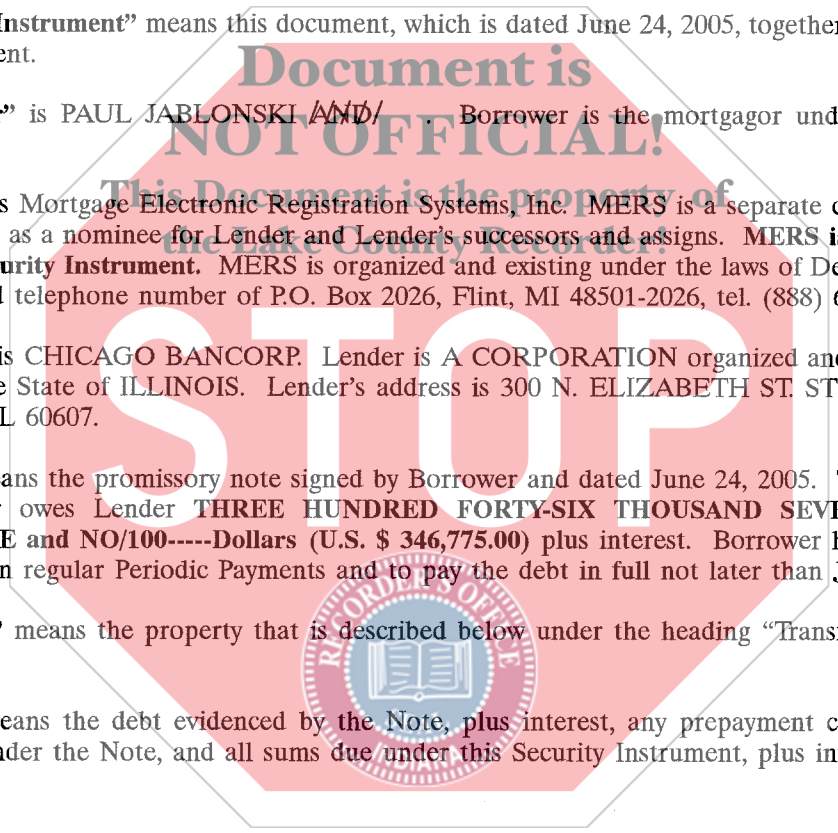 Instrument” means this document, which is dated June 24, 2005, together
ent.
Document is
” is PAUL JABLONSKI AND . Borrower is the mortgagor und
NOT OFFICIAL!
This Document is the property of
s Mortgage Electronic Registration Systems, Inc. MERS is a separate c
as a nominee for Lender and Lender’s successors and assigns. MERS i
the Lake County Recorder!
urity Instrument. MERS is organized and existing under the laws of De
telephone number of P.O. Box 2026, Flint, MI 48501-2026, tel. (888) 6
STOP
is CHICAGO BANCORP. Lender is A CORPORATION organized and
e State of ILLINOIS. Lender’s address is 300 N. ELIZABETH ST. ST
L 60607.
ans the promissory note signed by Borrower and dated June 24, 2005.
owes Lender THREE HUNDRED FORTY-SIX THOUSAND SEVE
E and NO/100-----Dollars (U.S. $ 346,775.00) plus interest. Borrower h
n regular Periodic Payments and to pay the debt in full not later than J
RECORDER'S OFFICE
” means the property that is described below under the heading “Transf
eans the debt evidenced by the Note, plus interest, any prepayment c
nder the Note, and all sums due under this Security Instrument, plus in
INDIANA